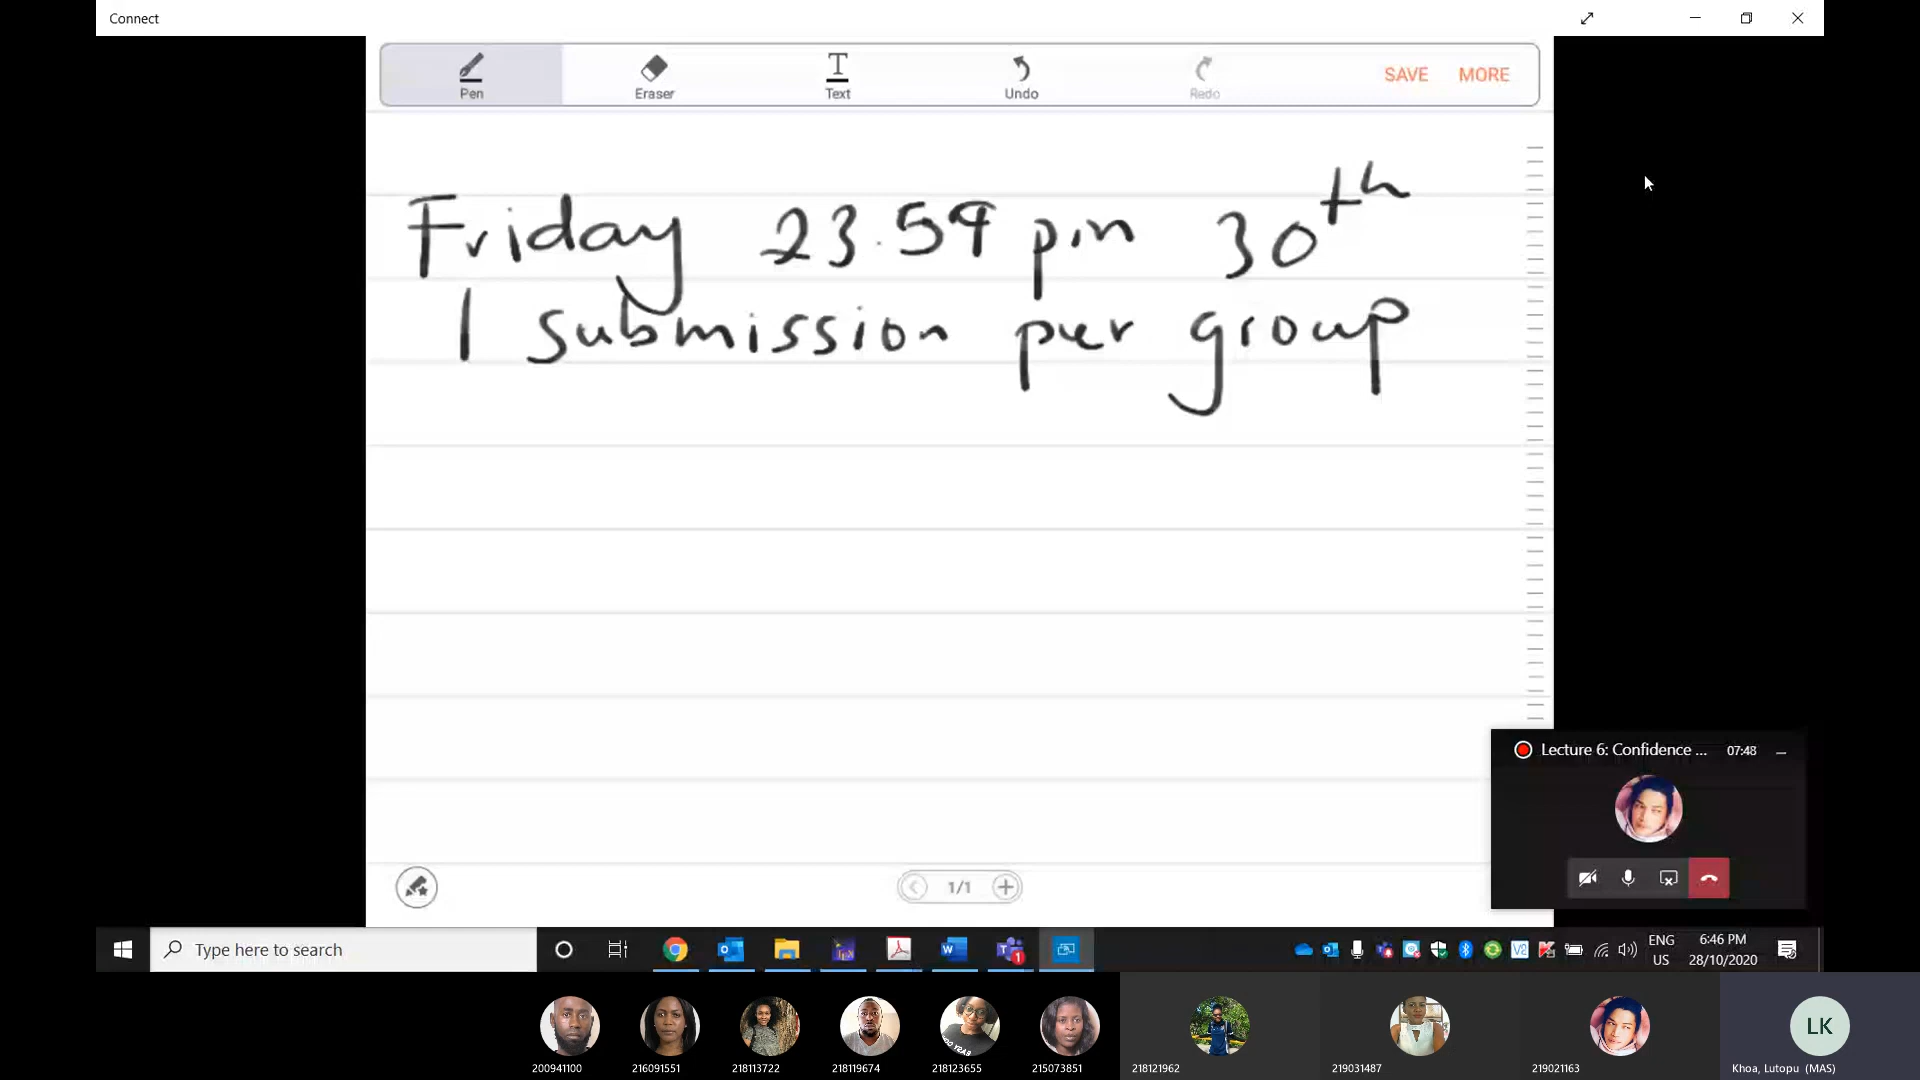 Connect
Pen
Eraser
Text
Undo
Redo
SAVE
MORE
Friday 23.59 pm 30th
1 submission per group
Lecture 6: Confidence ...
07:48
1/1
Type here to search
1
ENG
US
6:46 PM
28/10/2020
LK
200941100
216091551
218113722
218119674
218123655
215073851
218121962
219031487
219021163
Khoa, Lutopu (MAS)